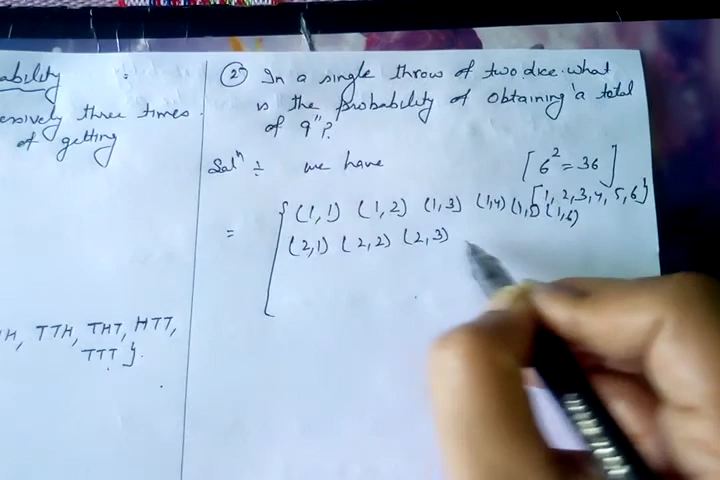 ability :
essively three times.
of getting
H, TTH, THT, HTT,
TTT }.
② In a single throw of two dice. what
is the probability of obtaining "a total
of 9"?
Sol^n ÷ we have [6² = 36]
[1, 2, 3, 4, 5, 6]
= { (1,1) (1,2) (1,3) (1,4) (1,5) (1,6)
(2,1) (2,2) (2,3)